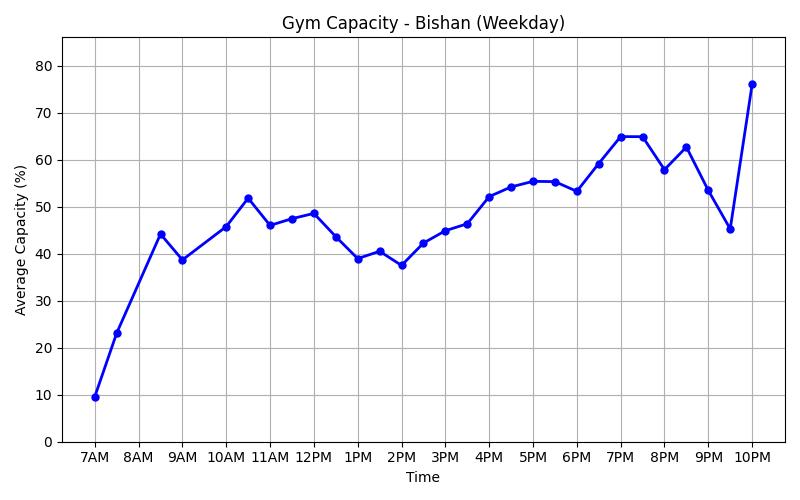 Gym Capacity - Bishan (Weekday)
80
70
60
50
40
30
20
10
0
Average Capacity (%)
7AM 8AM 9AM 10AM 11AM 12PM 1PM 2PM 3PM 4PM 5PM 6PM 7PM 8PM 9PM 10PM
Time